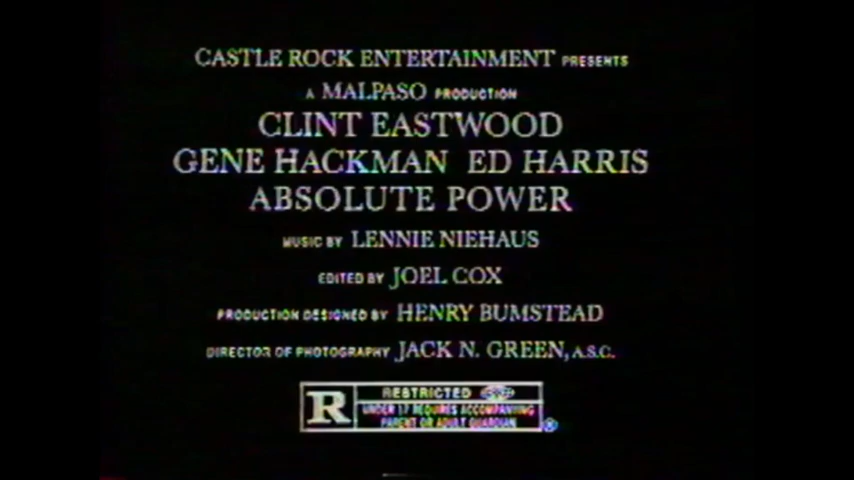 CASTLE ROCK ENTERTAINMENT PRESENTS
A MALPASO PRODUCTION
CLINT EASTWOOD
GENE HACKMAN ED HARRIS
ABSOLUTE POWER
MUSIC BY LENNIE NIEHAUS
EDITED BY JOEL COX
PRODUCTION DESIGNED BY HENRY BUMSTEAD
DIRECTOR OF PHOTOGRAPHY JACK N. GREEN, A.S.C.
R RESTRICTED
UNDER 17 REQUIRES ACCOMPANYING
PARENT OR ADULT GUARDIAN
®